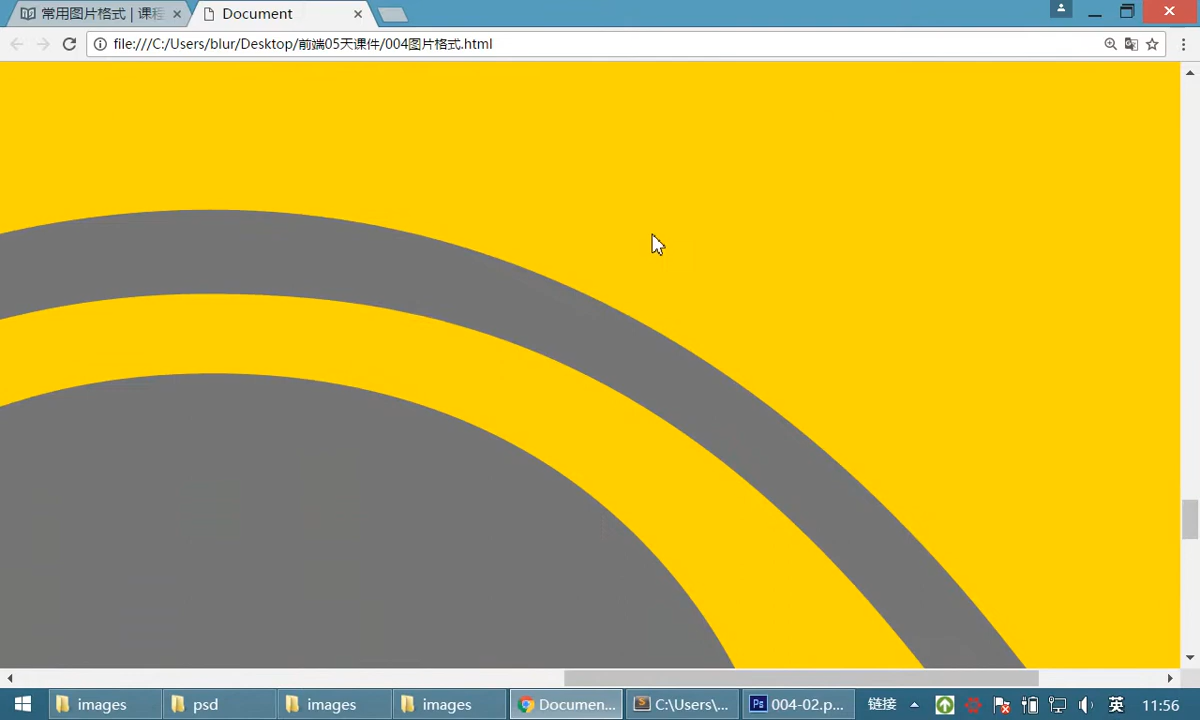 常用图片格式 | 课程
Document
file:///C:/Users/blur/Desktop/前端05天课件/004图片格式.html
images
psd
images
images
Documen...
C:\Users\...
004-02.p...
链接
英
11:56